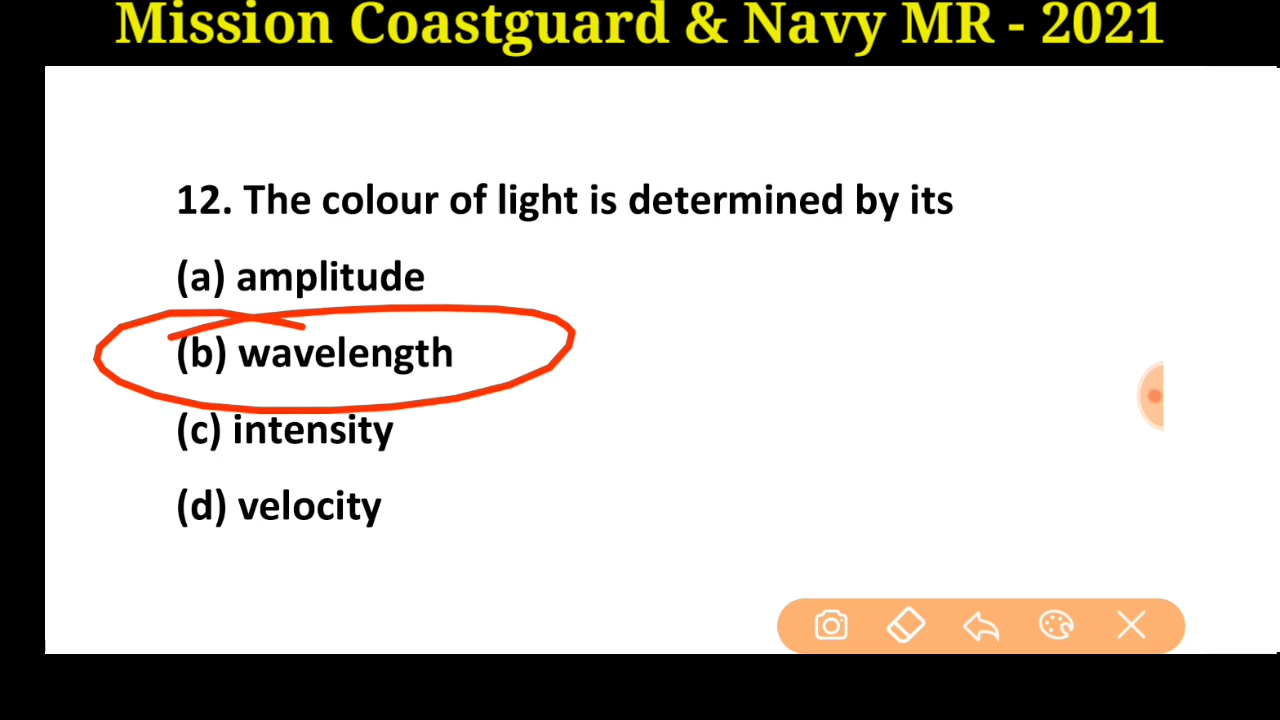 Mission Coastguard & Navy MR - 2021
12. The colour of light is determined by its
(a) amplitude
(b) wavelength
(c) intensity
(d) velocity